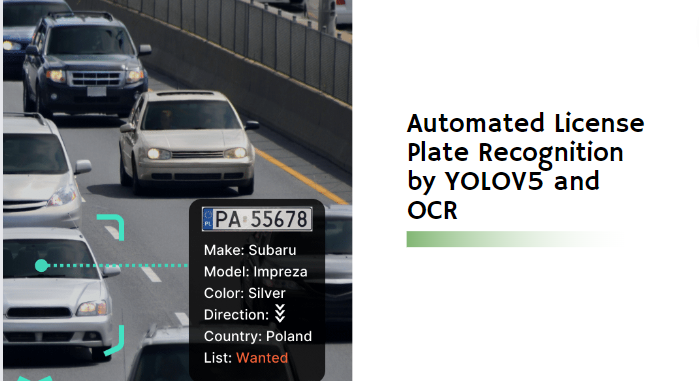 Automated License
Plate Recognition
by YOLOV5 and
OCR
PL PA 55678
Make: Subaru
Model: Impreza
Color: Silver
Direction:
Country: Poland
List: Wanted